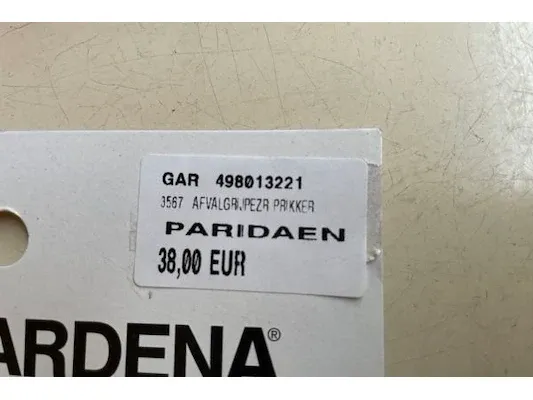 GAR 498013221
3567 AFVALGRIJPEZR PRIKKER
PARIDAEN
38,00 EUR
ARDENA®